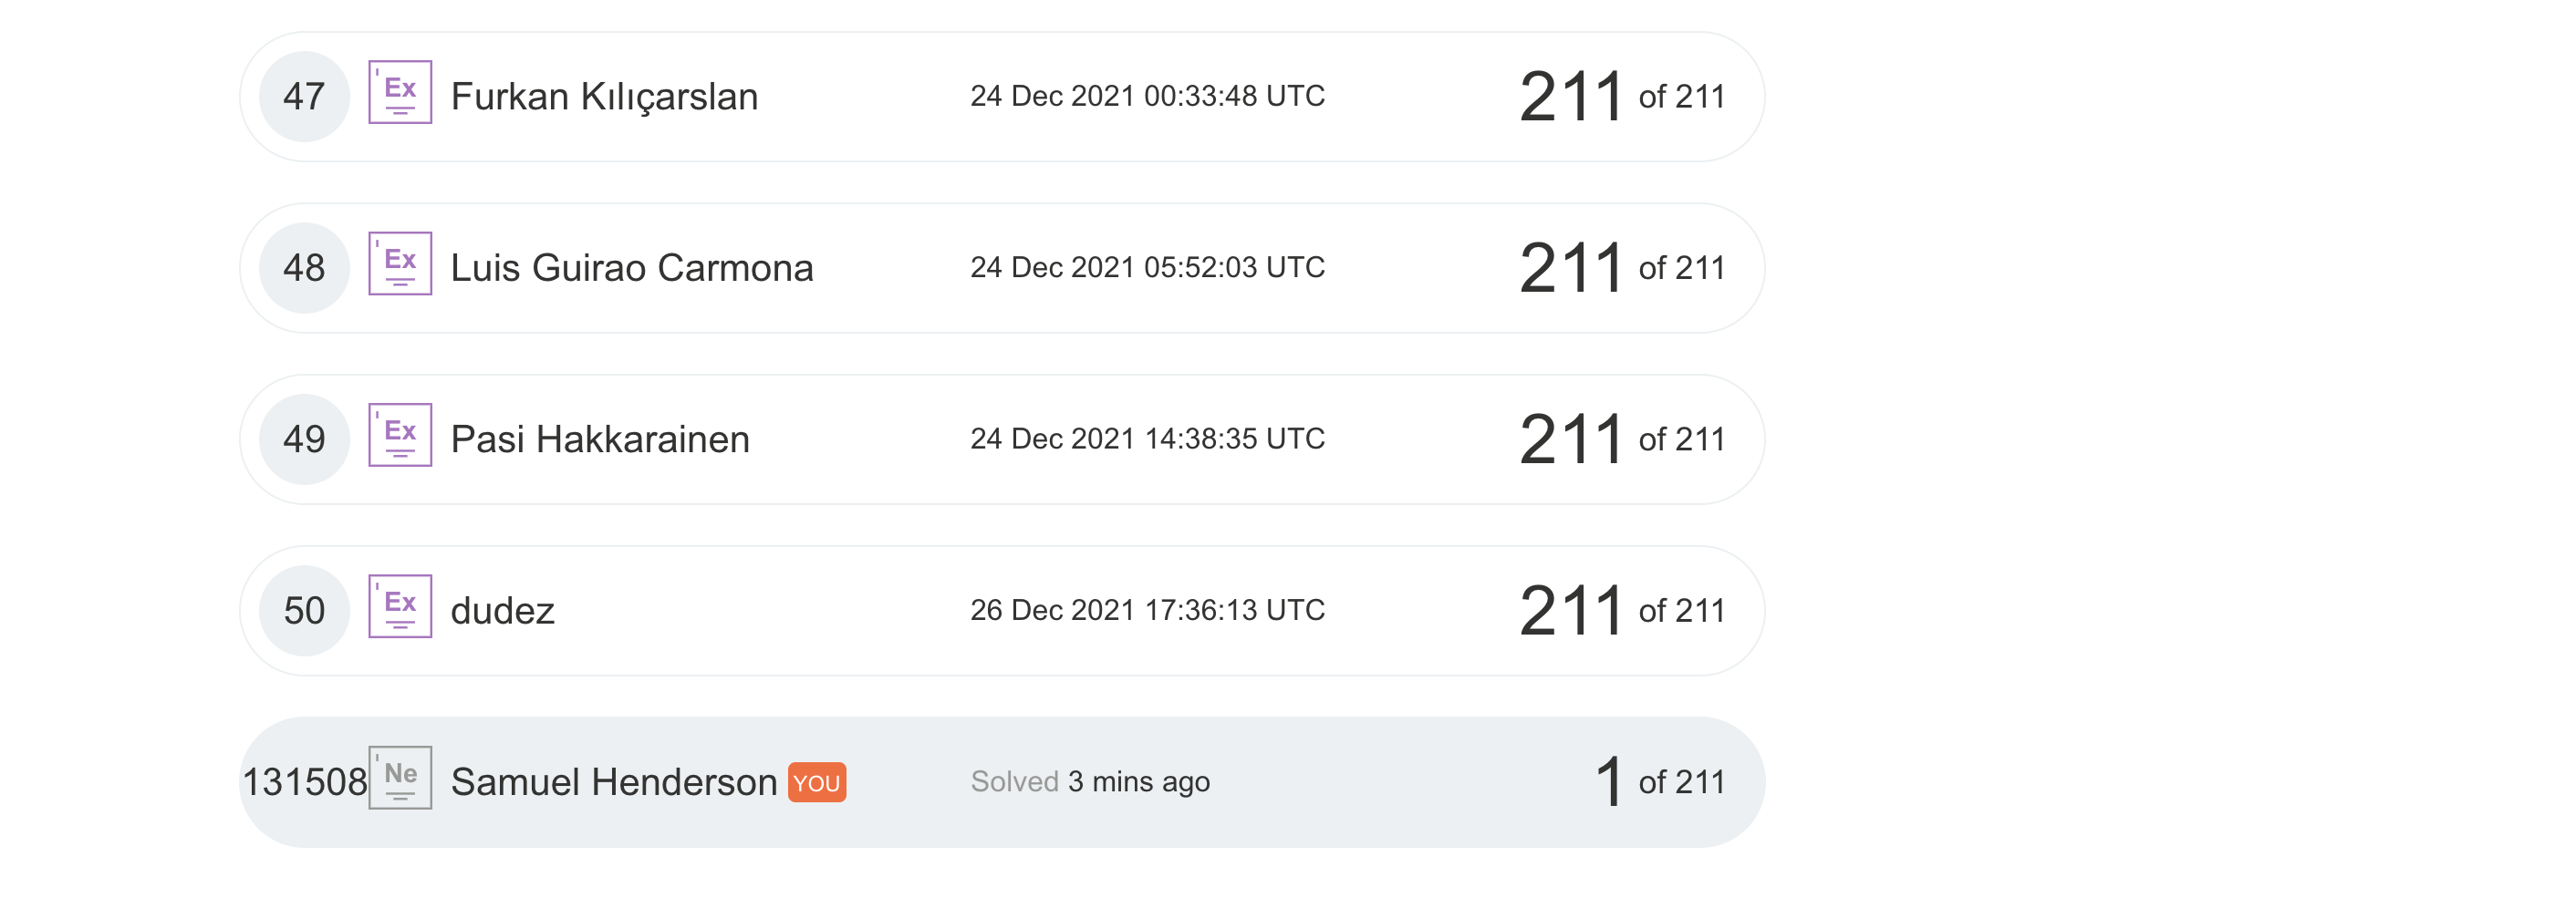 47 Ex Furkan Kılıçarslan 24 Dec 2021 00:33:48 UTC 211 of 211
48 Ex Luis Guirao Carmona 24 Dec 2021 05:52:03 UTC 211 of 211
49 Ex Pasi Hakkarainen 24 Dec 2021 14:38:35 UTC 211 of 211
50 Ex dudez 26 Dec 2021 17:36:13 UTC 211 of 211
131508 Ne Samuel Henderson YOU Solved 3 mins ago 1 of 211